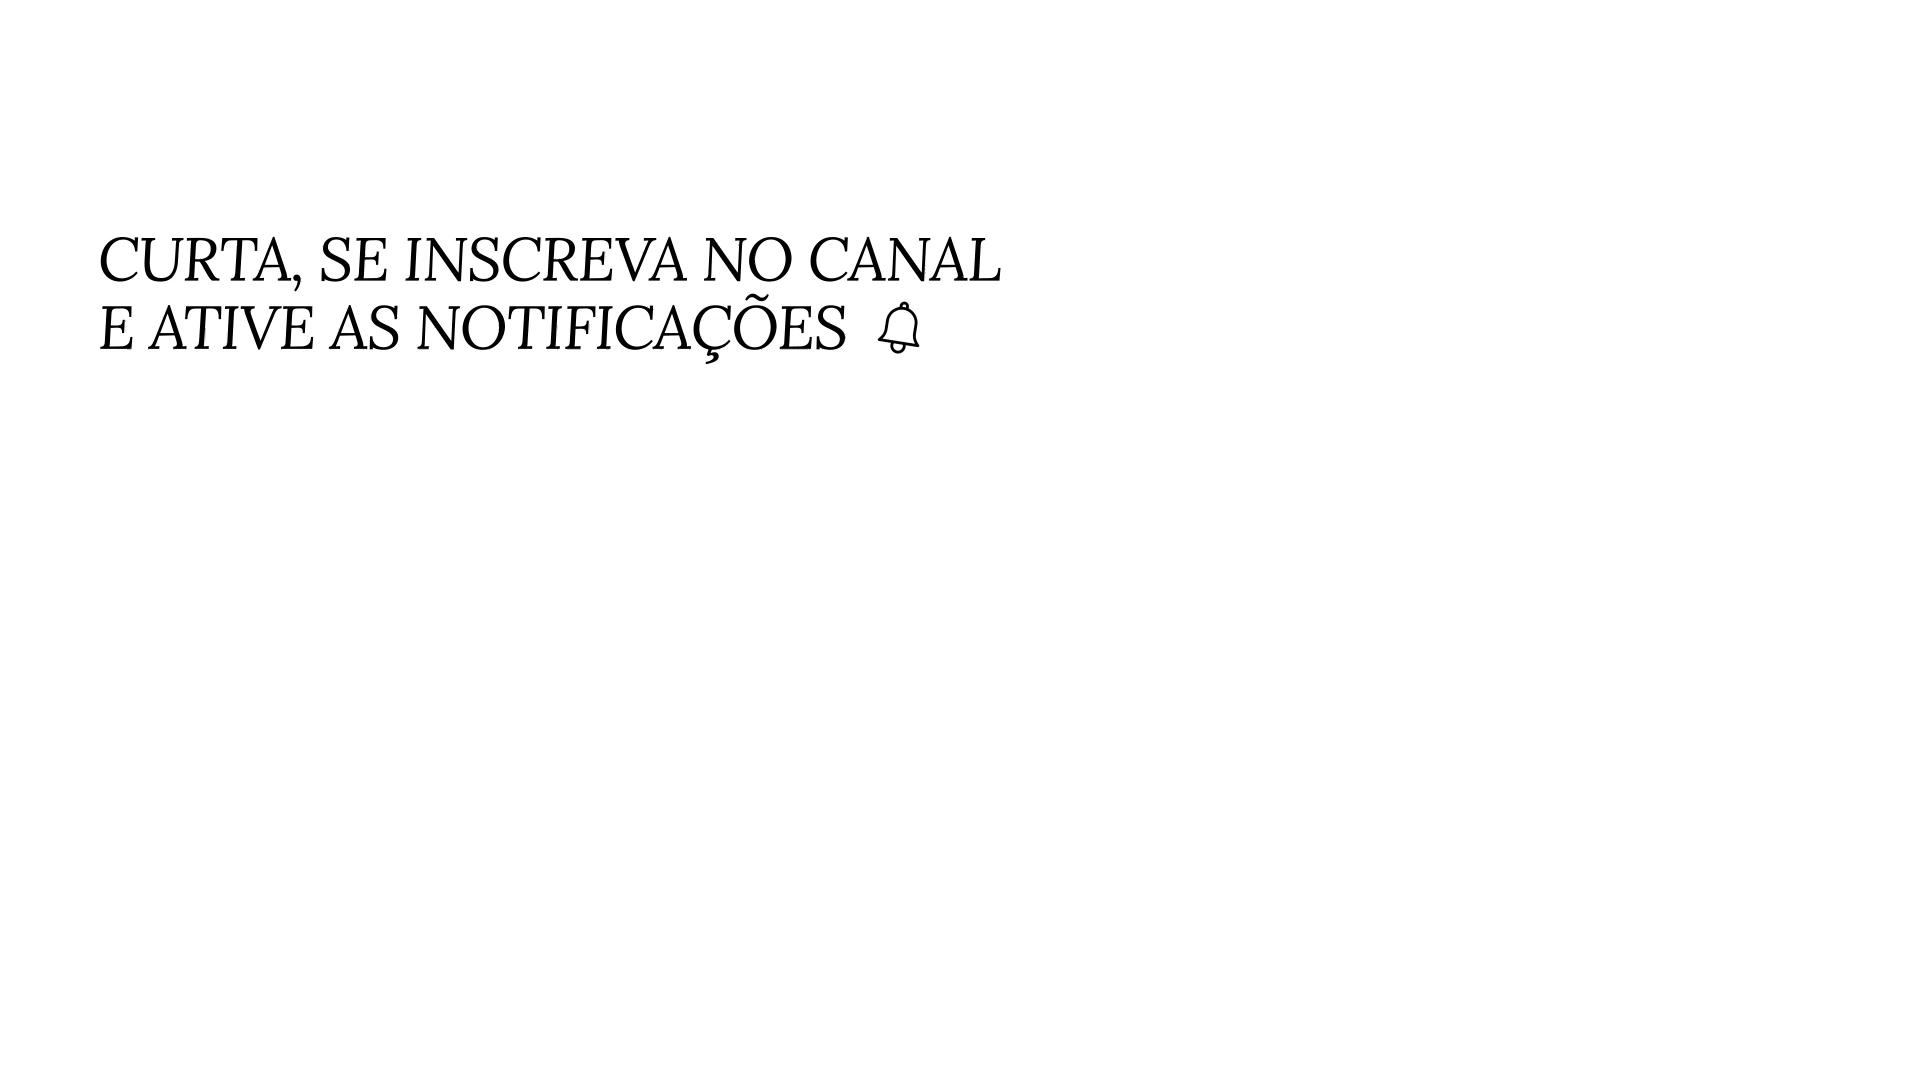 CURTA, SE INSCREVA NO CANAL
E ATIVE AS NOTIFICAÇÕES